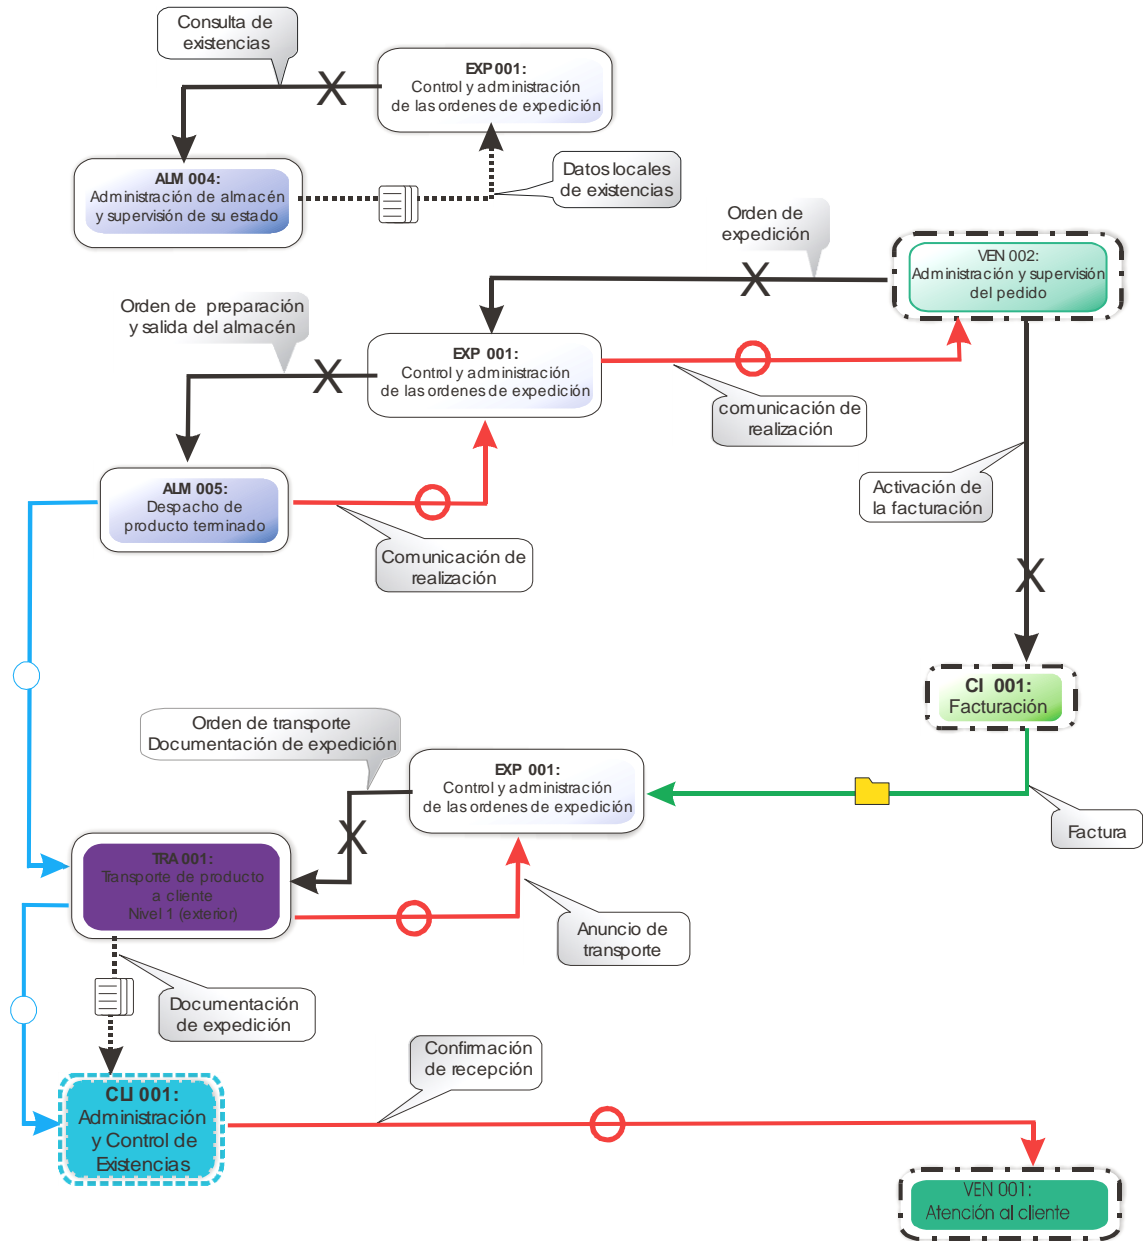 Consulta de
existencias
EXP 001:
Control y administración
de las ordenes de expedición
ALM 004:
Administración de almacén
y supervisión de su estado
Datos locales
de existencias
Orden de
expedición
VEN 002:
Administración y supervisión
del pedido
Orden de preparación
y salida del almacén
EXP 001:
Control y administración
de las ordenes de expedición
comunicación de
realización
ALM 005:
Despacho de
producto terminado
Activación de
la facturación
Comunicación de
realización
CI 001:
Facturación
Orden de transporte
Documentación de expedición
EXP 001:
Control y administración
de las ordenes de expedición
Factura
TRA 001:
Transporte de producto
a cliente
Nivel 1 (exterior)
Anuncio de
transporte
Documentación
de expedición
Confirmación
de recepción
CLI 001:
Administración
y Control de
Existencias
VEN 001:
Atención al cliente